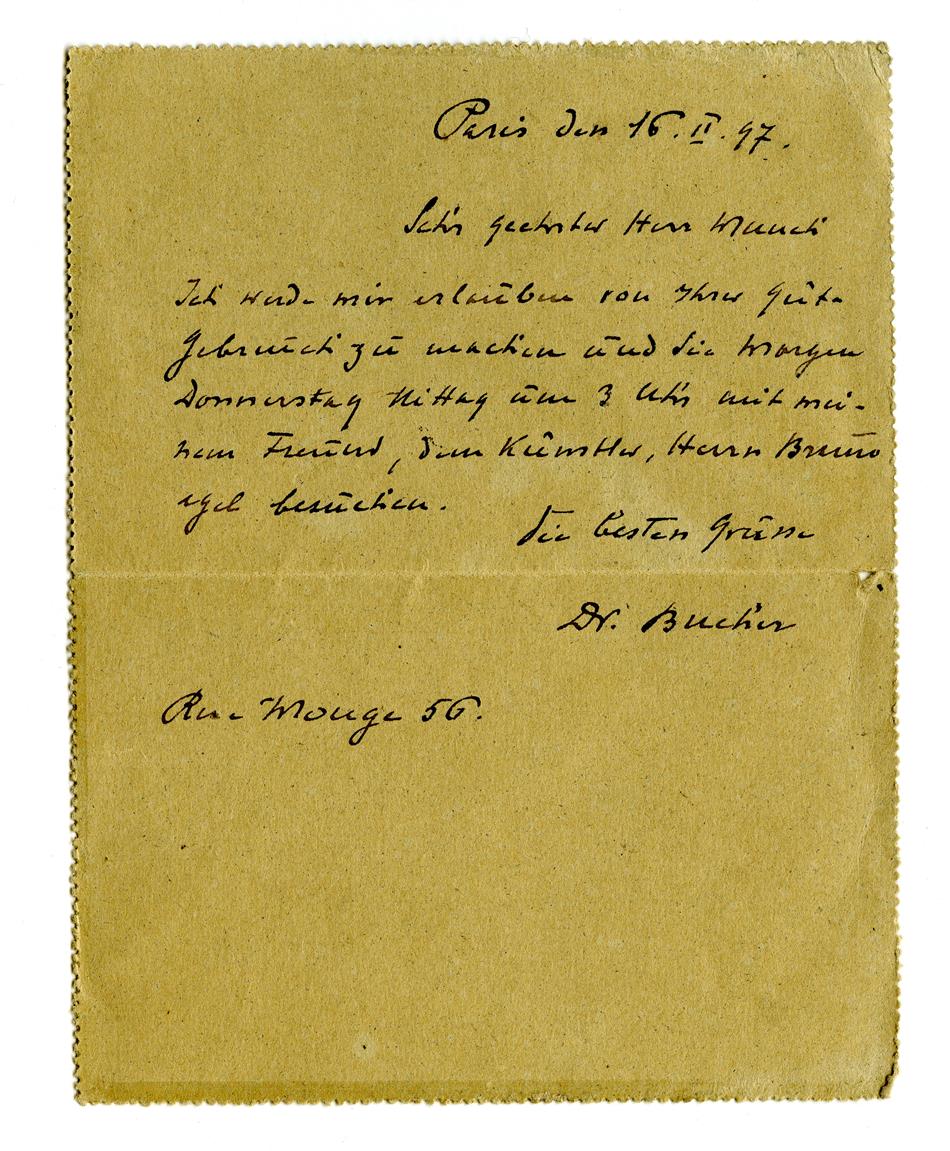 Paris den 16. II. 97.
Sehr geehrter Herr Munch
Ich werde mir erlauben von Ihrer Güte
Gebrauch zu machen und Sie Morgen
Donnerstag Mittag um 3 Uhr mit mei-
nem Freund, dem Künstler, Herrn
besuchen.
Die besten Grüsse
Dr. Bucher
Rue Monge 56.